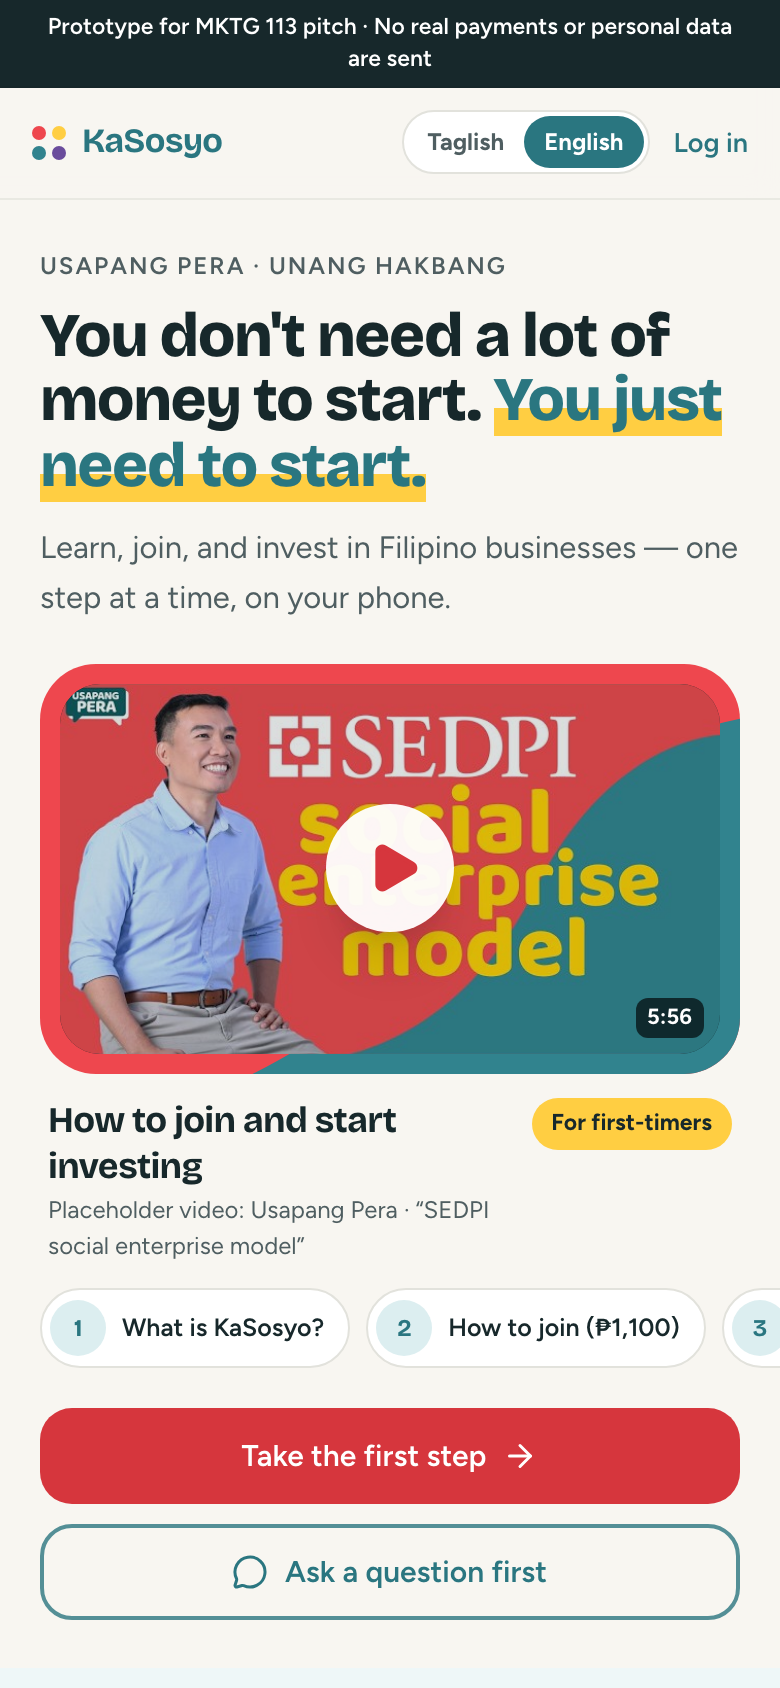 Prototype for MKTG 113 pitch · No real payments or personal data
are sent
KaSosyo
Taglish
English
Log in
USAPANG PERA · UNANG HAKBANG
You don't need a lot of
money to start. You just
need to start.
Learn, join, and invest in Filipino businesses — one
step at a time, on your phone.
USAPANG
PERA
SEDPI
social
enterprise
model
5:56
How to join and start
investing
For first-timers
Placeholder video: Usapang Pera · “SEDPI
social enterprise model”
1 What is KaSosyo?
2 How to join (₱1,100)
3
Take the first step →
Ask a question first